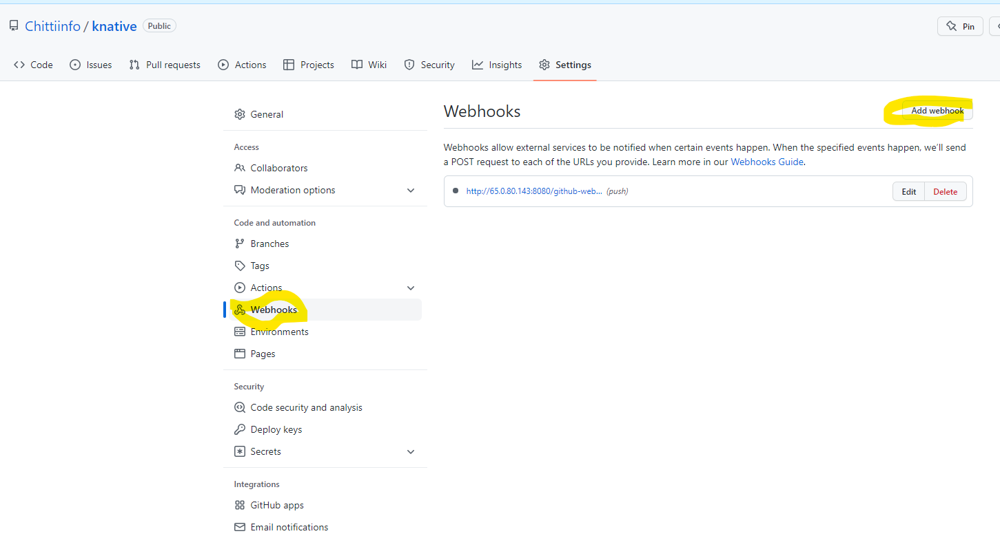 Chittiinfo / knative Public
Pin
Code Issues Pull requests Actions Projects Wiki Security Insights Settings
General
Access
Collaborators
Moderation options
Code and automation
Branches
Tags
Actions
Webhooks
Environments
Pages
Security
Code security and analysis
Deploy keys
Secrets
Integrations
GitHub apps
Email notifications
Webhooks
Add webhook
Webhooks allow external services to be notified when certain events happen. When the specified events happen, we'll send
a POST request to each of the URLs you provide. Learn more in our Webhooks Guide.
http://65.0.80.143:8080/github-web... (push)
Edit Delete